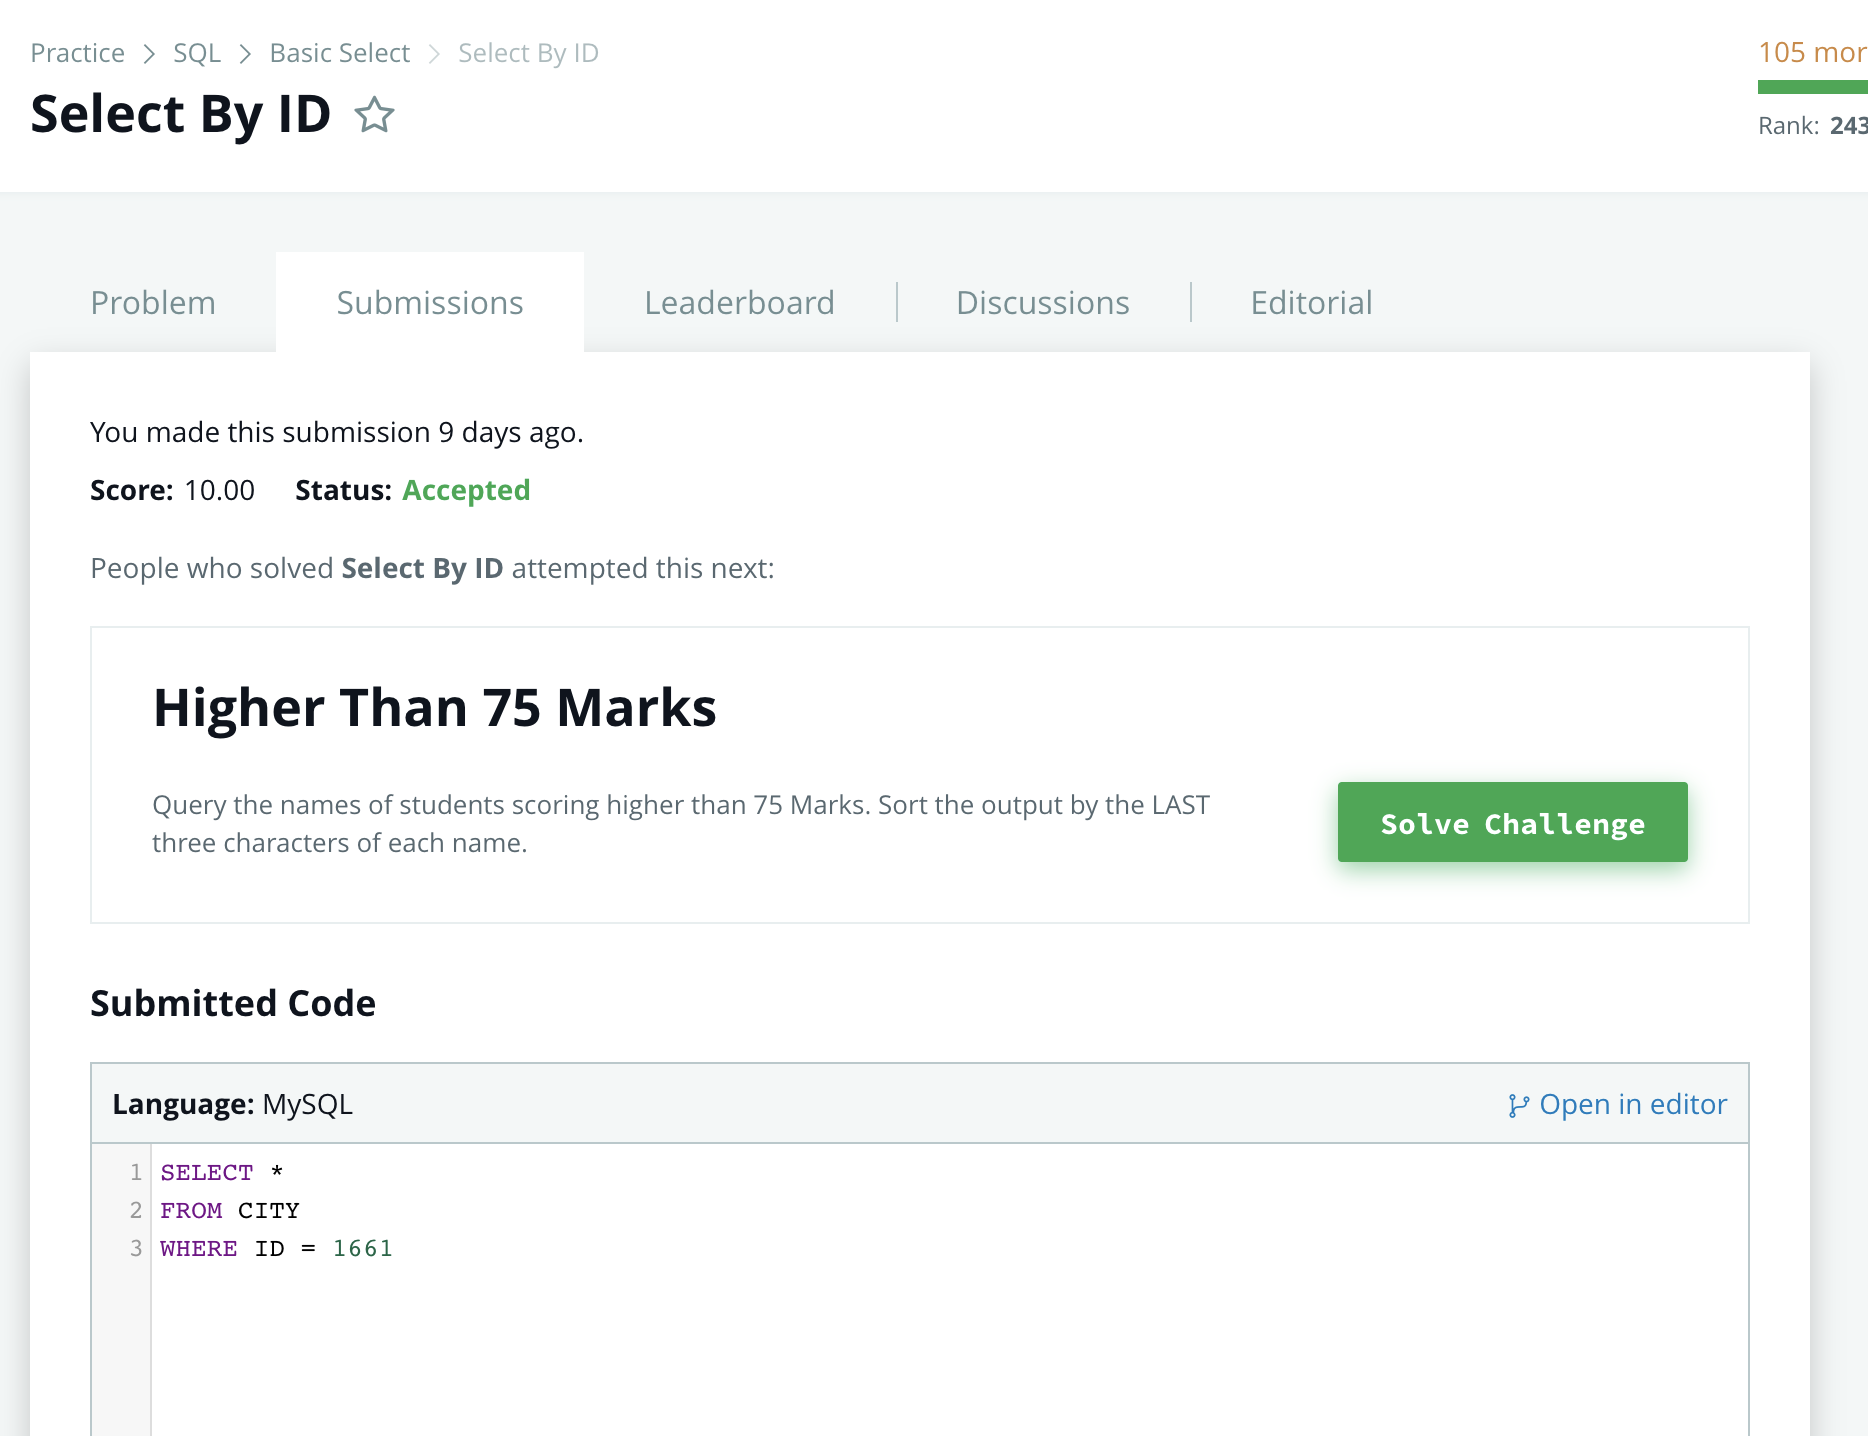 Practice > SQL > Basic Select > Select By ID
105 mor
Select By ID
Rank: 243
Problem
Submissions
Leaderboard
Discussions
Editorial
You made this submission 9 days ago.
Score: 10.00 Status: Accepted
People who solved Select By ID attempted this next:
Higher Than 75 Marks
Query the names of students scoring higher than 75 Marks. Sort the output by the LAST
three characters of each name.
Solve Challenge
Submitted Code
Language: MySQL
Open in editor
1 SELECT *
2 FROM CITY
3 WHERE ID = 1661